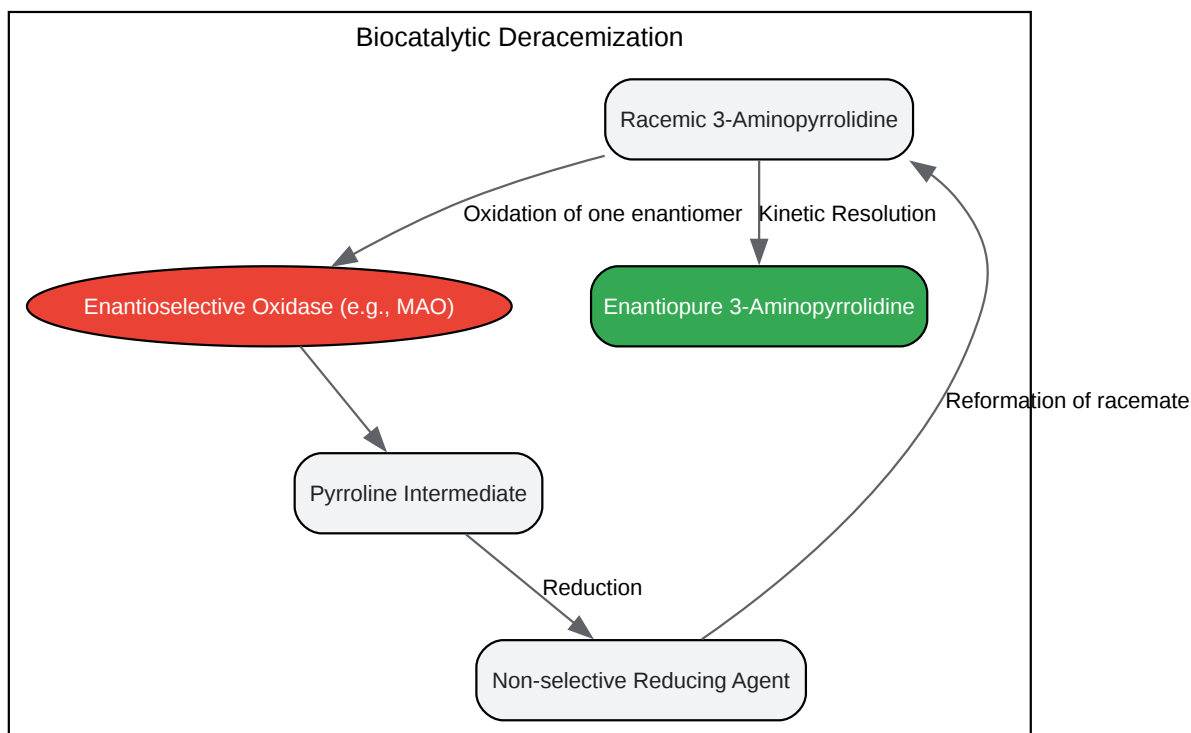 Biocatalytic Deracemization
Racemic 3-Aminopyrrolidine
Oxidation of one enantiomer
Kinetic Resolution
Enantioselective Oxidase (e.g., MAO)
Enantiopure 3-Aminopyrrolidine
Reformation of racemate
Pyrroline Intermediate
Reduction
Non-selective Reducing Agent